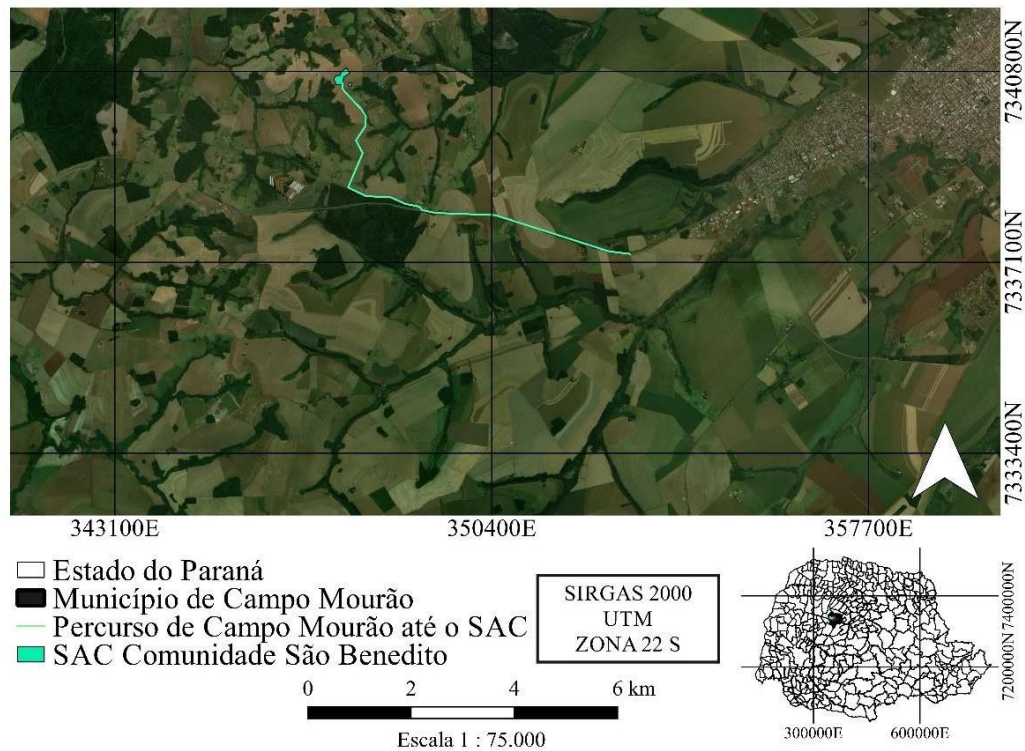 7340800N
7337100N
7333400N
343100E
350400E
357700E
Estado do Paraná
Município de Campo Mourão
Percurso de Campo Mourão até o SAC
SAC Comunidade São Benedito
SIRGAS 2000
UTM
ZONA 22 S
0 2 4 6 km
Escala 1 : 75.000
7400000N
7200000N
300000E
600000E